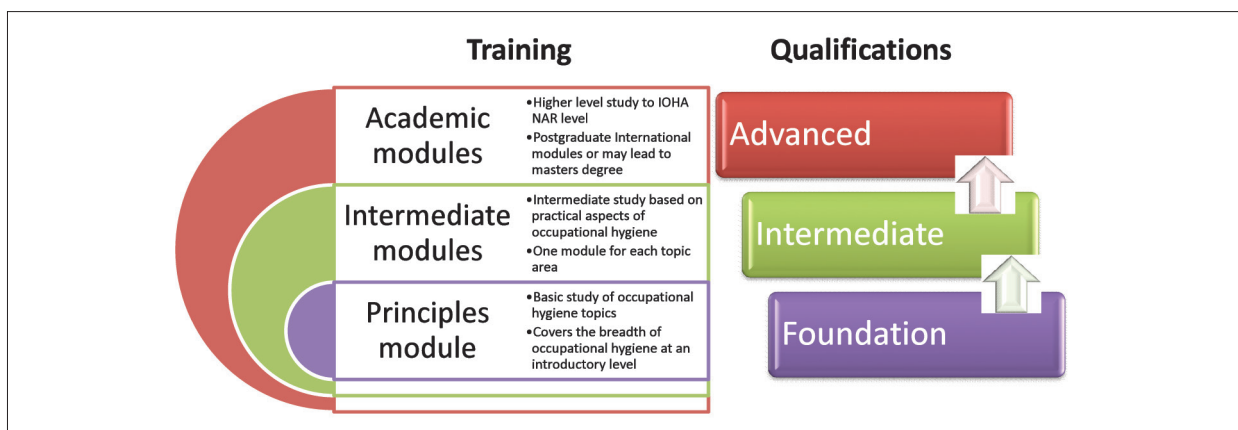 Training
Qualifications
Academic
modules
•Higher level study to IOHA
NAR level
•Postgraduate International
modules or may lead to
masters degree
Advanced
Intermediate
modules
•Intermediate study based on
practical aspects of
occupational hygiene
•One module for each topic
area
Intermediate
Principles
module
•Basic study of occupational
hygiene topics
•Covers the breadth of
occupational hygiene at an
introductory level
Foundation